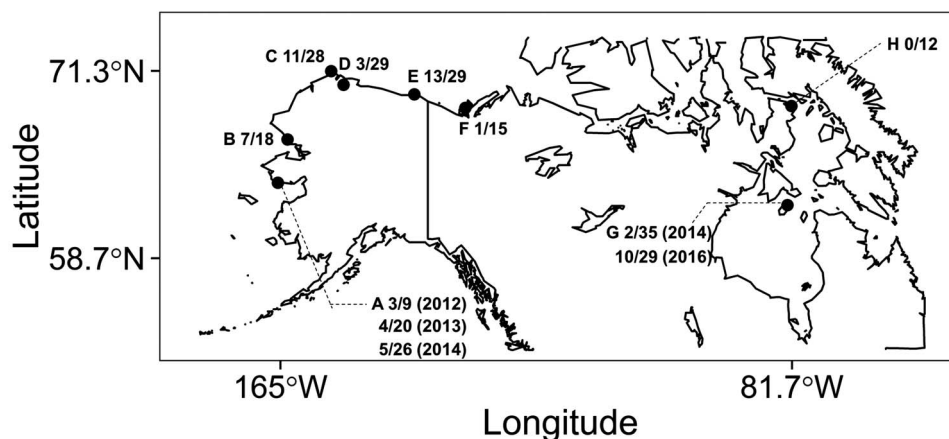 C 11/28
D 3/29
H 0/12
71.3°N
E 13/29
F 1/15
B 7/18
Latitude
G 2/35 (2014)
10/29 (2016)
58.7°N
A 3/9 (2012)
4/20 (2013)
5/26 (2014)
165°W
81.7°W
Longitude